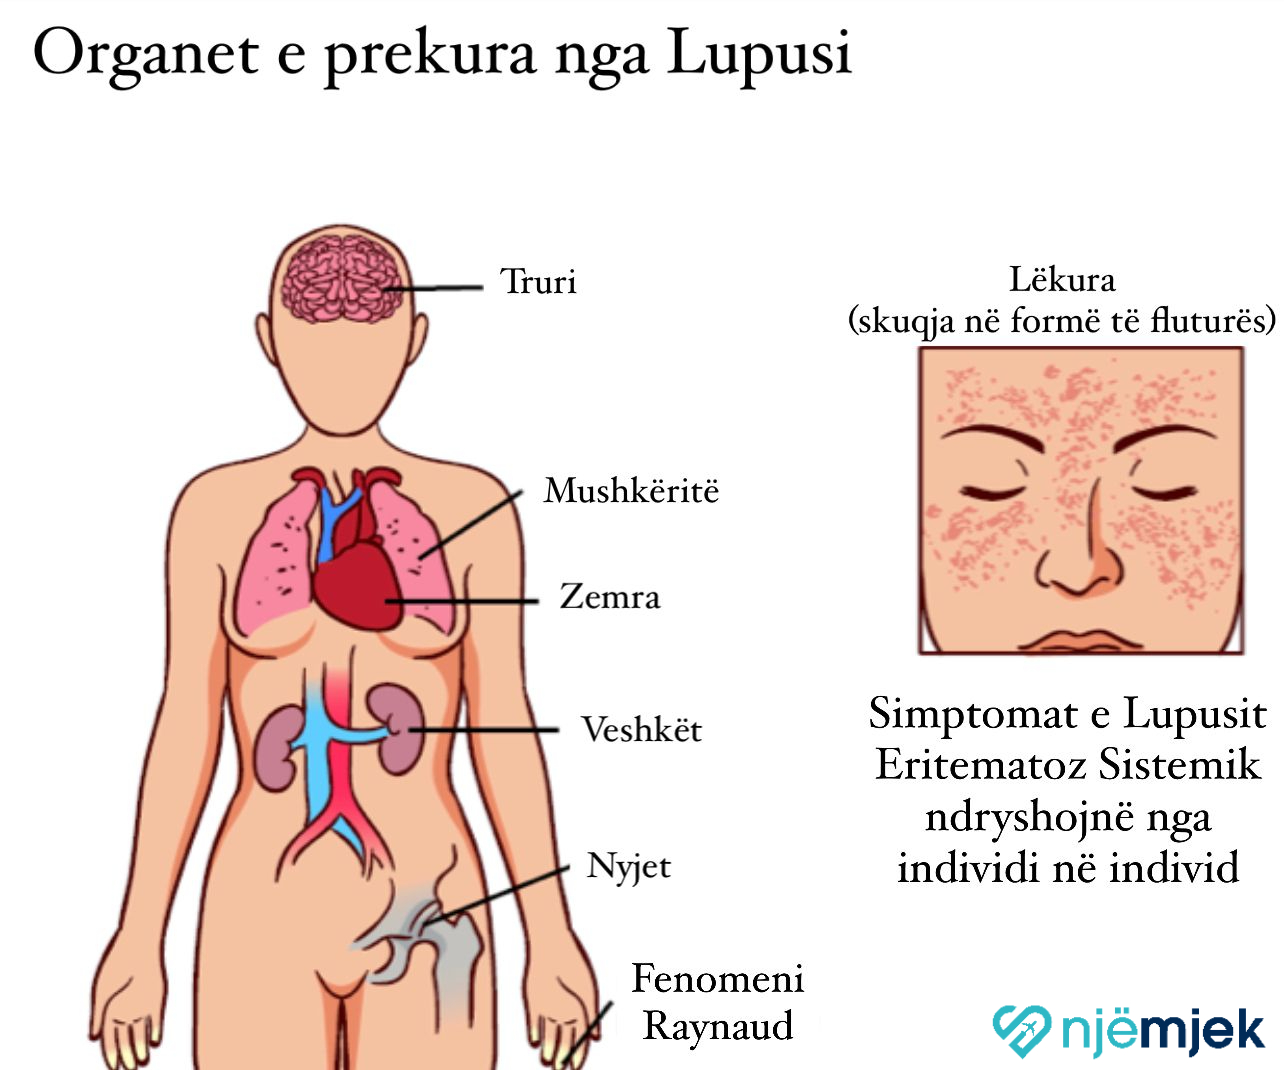 Organet e prekura nga Lupusi
Truri
Lëkura
(skuqja në formë të fluturës)
Mushkëritë
Zemra
Veshkët
Simptomat e Lupusit
Eritematoz Sistemik
ndryshojnë nga
individi në individ
Nyjet
Fenomeni
Raynaud
njëmjek